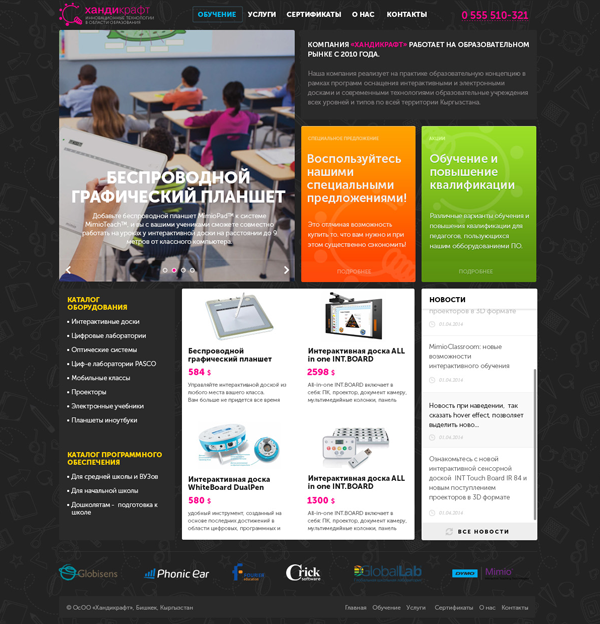 хандикрафт
ИННОВАЦИОННЫЕ ТЕХНОЛОГИИ
В ОБЛАСТИ ОБРАЗОВАНИЯ
ОБУЧЕНИЕ
УСЛУГИ
СЕРТИФИКАТЫ
О НАС
КОНТАКТЫ
0 555 510-321
БЕСПРОВОДНОЙ
ГРАФИЧЕСКИЙ ПЛАНШЕТ
Добавьте беспроводной планшет MimioPad™ к системе
MimioTeach™ и вы с вашими учениками сможете совместно
работать на уроках у интерактивной доски на расстоянии до 9
метров от классного компьютера.
КОМПАНИЯ «ХАНДИКРАФТ» РАБОТАЕТ НА ОБРАЗОВАТЕЛЬНОМ
РЫНКЕ С 2010 ГОДА.
Наша компания реализует на практике образовательную концепцию в
рамках программ оснащения интерактивными и электронными
досками и современными технологиями образовательные учреждения
всех уровней и типов по всей территории Кыргызстана.
СПЕЦИАЛЬНОЕ ПРЕДЛОЖЕНИЕ
Воспользуйтесь
нашими
специальными
предложениями!
Это отличная возможность
купить то, что вам нужно и при
этом существенно сэкономить!
ПОДРОБНЕЕ
Обучение и
повышение
квалификации
Различные варианты обучения и
повышения квалификации для
педагогов, пользующихся
нашим обборудованием ПО.
ПОДРОБНЕЕ
КАТАЛОГ
ОБОРУДОВАНИЯ
• Интерактивные доски
• Цифровые лаборатории
• Оптические системы
• Циф-е лаборатории PASCO
• Мобильные классы
• Проекторы
• Электронные учебники
• Планшеты иноутбуки
КАТАЛОГ ПРОГРАММНОГО
ОБЕСПЕЧЕНИЯ
• Для средней школы и ВУЗов
• Для начальной школы
• Дошколятам - подготовка к
школе
Беспроводной
графический планшет
584 $
Управляйте интерактивной доской из
любого места вашего класса.
Вам больше не придется все время
Интерактивная доска ALL
in one INT.BOARD
2598 $
All-in-one INT.BOARD включает в
себя: ПК, проектор, документ камеру,
мультимедийные колонки, панель
Интерактивная доска
WhiteBoard DualPen
580 $
удобный инструмент, созданный на
основе последних достижений в
области цифровых, программных и
Интерактивная доска ALL
in one INT.BOARD
1300 $
All-in-one INT.BOARD включает в
себя: ПК, проектор, документ камеру,
мультимедийные колонки, панель
НОВОСТИ
проекторов в 3D формате
01.04.2014
MimioClassroom: новые
возможности
интерактивного обучения
01.04.2014
Новость при наведении, так
сказать hover effect, позволяет
выделить ново...
01.04.2014
Ознакомьтесь с новой
интерактивной сенсорной
доской INT Touch Board IR 84 и
новым поступлением
проекторов в 3D формате
01.04.2014
ВСЕ НОВОСТИ
Globisens
Phonic Ear
Crick
software
GlobalLab
DYMO
Mimio
© ОсОО «Хандикрафт», Бишкек, Кыргызстан
Главная
Обучение
Услуги
Сертификаты
О нас
Контакты